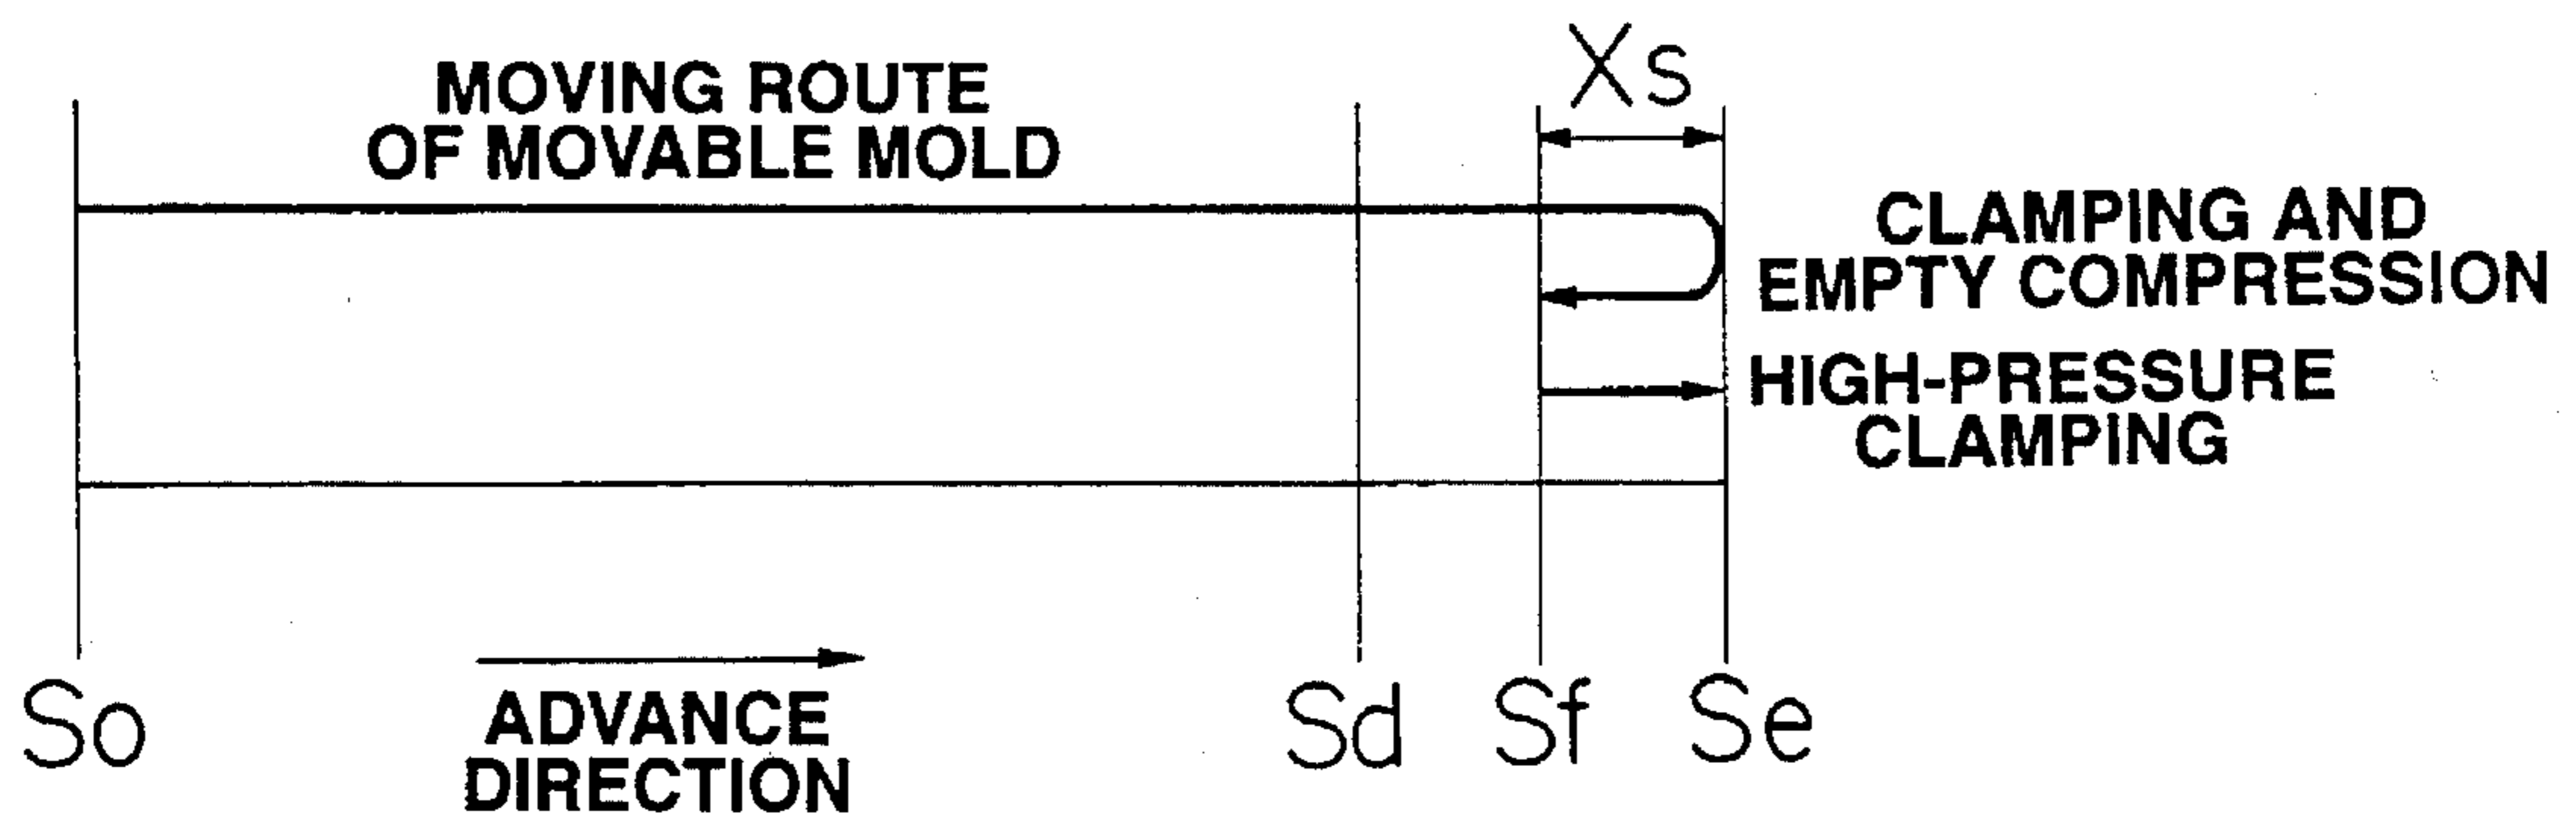 Xs
MOVING ROUTE
OF MOVABLE MOLD
CLAMPING AND
EMPTY COMPRESSION
HIGH-PRESSURE
CLAMPING
So
ADVANCE
DIRECTION
Sd
Sf
Se